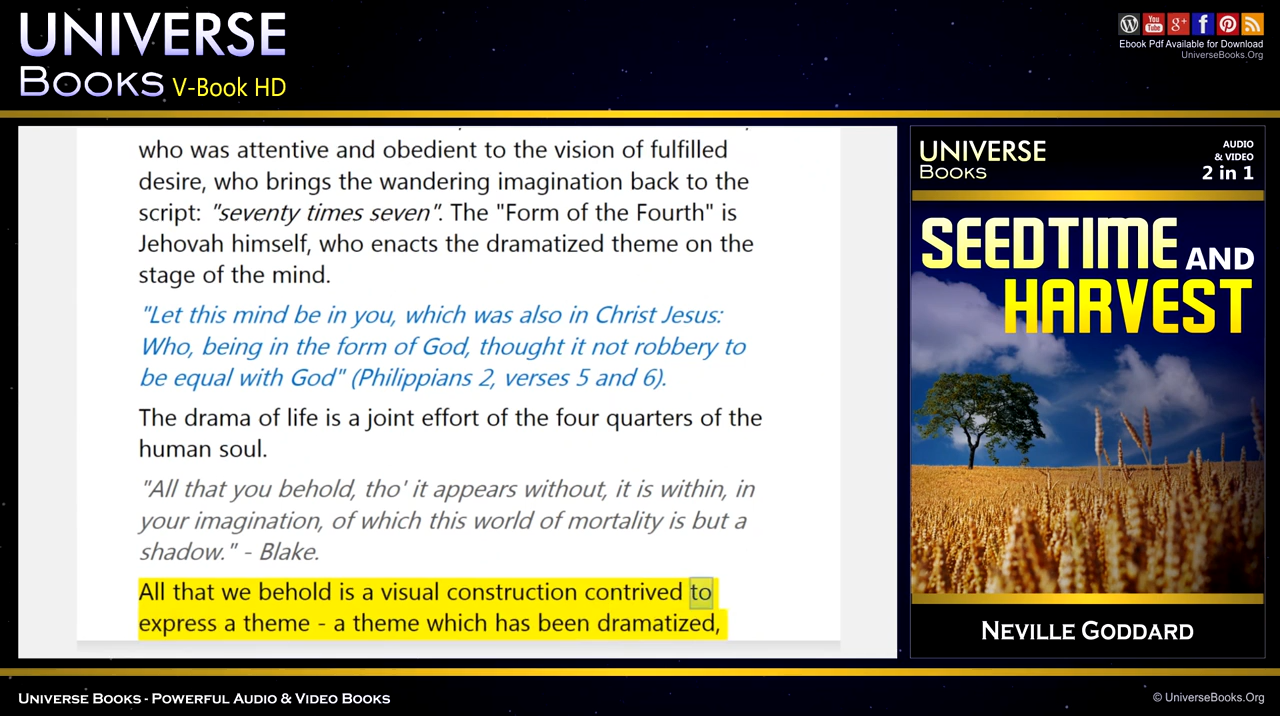 UNIVERSE
BOOKS V-Book HD
Ebook Pdf Available for Download
UniverseBooks.Org
who was attentive and obedient to the vision of fulfilled
desire, who brings the wandering imagination back to the
script: "seventy times seven". The "Form of the Fourth" is
Jehovah himself, who enacts the dramatized theme on the
stage of the mind.
"Let this mind be in you, which was also in Christ Jesus:
Who, being in the form of God, thought it not robbery to
be equal with God" (Philippians 2, verses 5 and 6).
The drama of life is a joint effort of the four quarters of the
human soul.
"All that you behold, tho' it appears without, it is within, in
your imagination, of which this world of mortality is but a
shadow." - Blake.
All that we behold is a visual construction contrived to
express a theme - a theme which has been dramatized,
UNIVERSE
BOOKS
AUDIO
& VIDEO
2 in 1
SEEDTIME AND
HARVEST
NEVILLE GODDARD
UNIVERSE BOOKS - POWERFUL AUDIO & VIDEO BOOKS
© UniverseBooks.Org